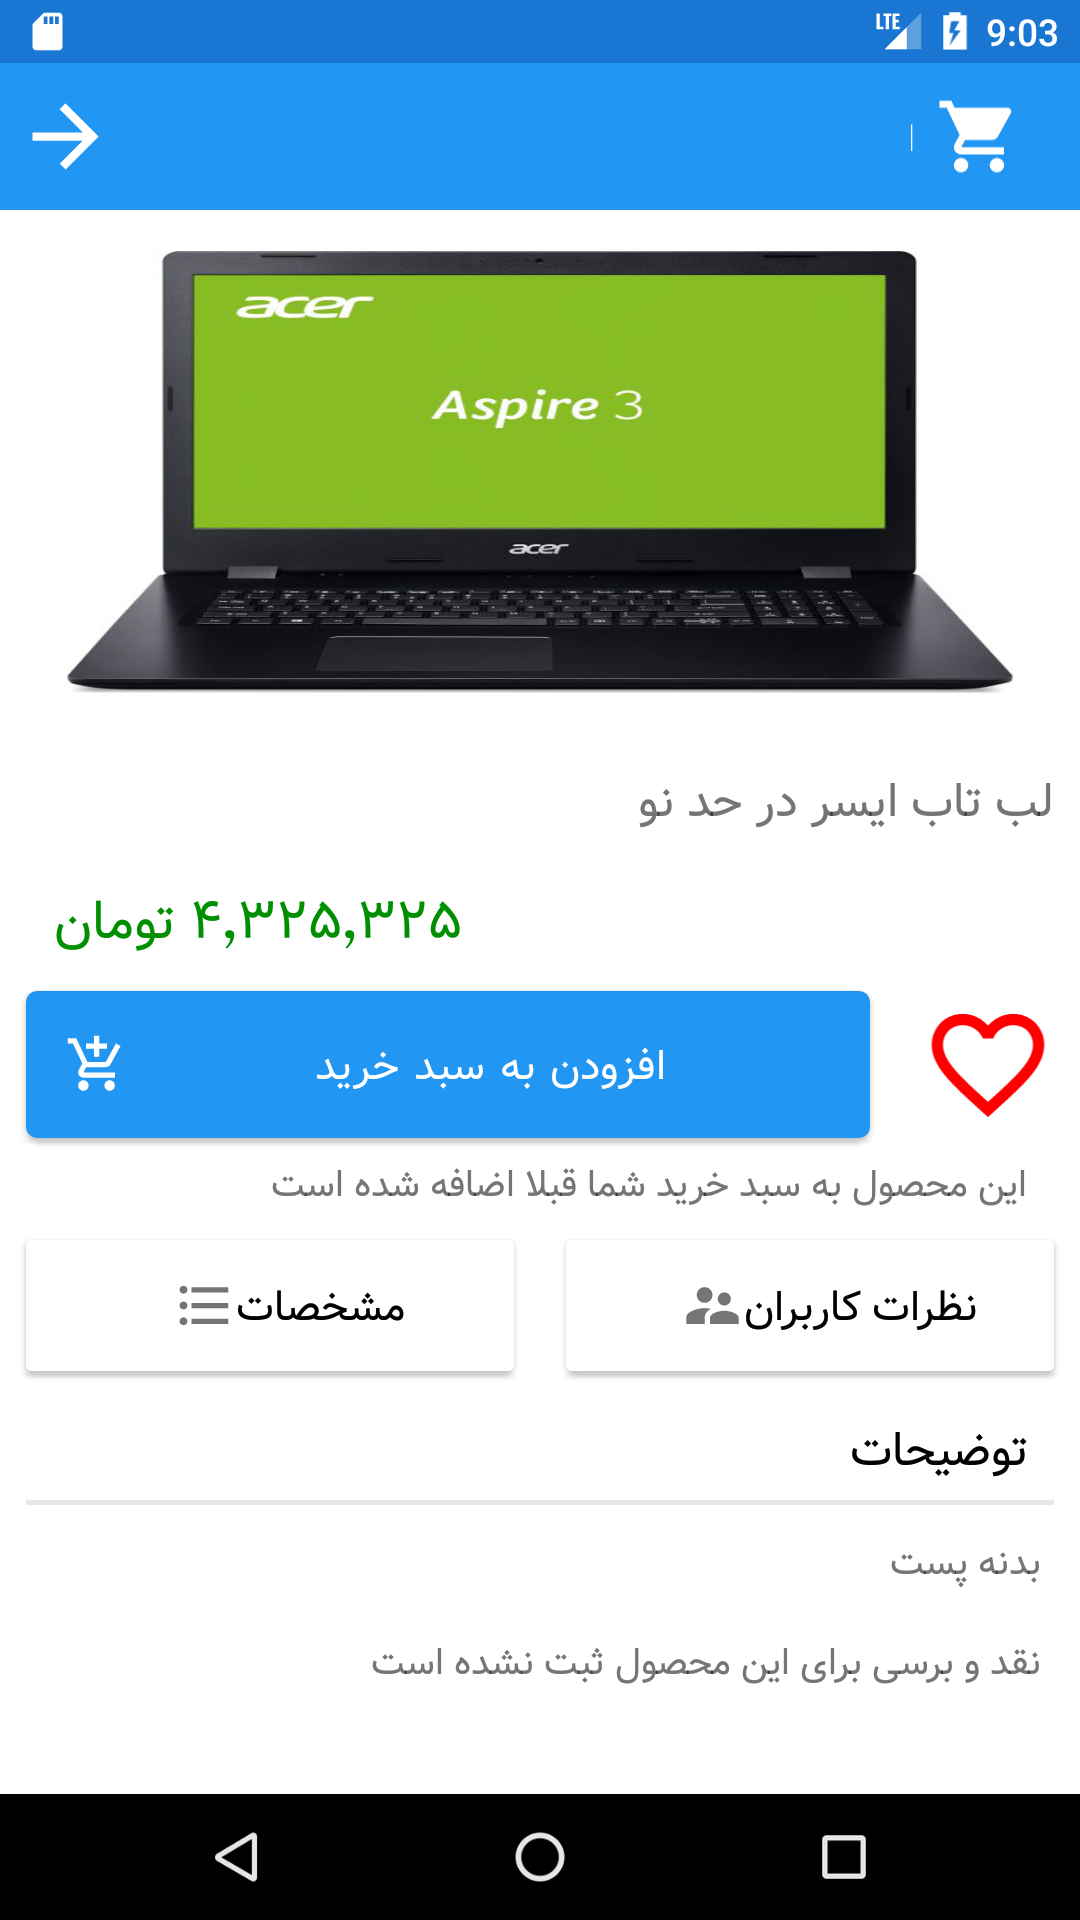 LTE 9:03
acer
Aspire 3
acer
لب تاب ایسر در حد نو
۴,۳۲۵,۳۲۵ تومان
افزودن به سبد خرید
این محصول به سبد خرید شما قبلا اضافه شده است
نظرات کاربران
مشخصات
توضیحات
بدنه پست
نقد و برسی برای این محصول ثبت نشده است